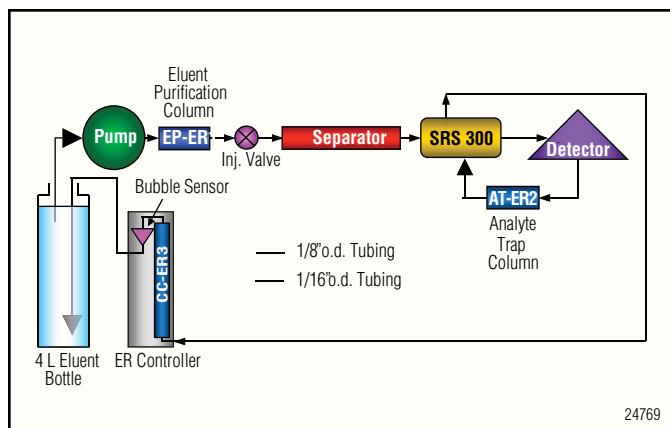 Eluent
Purification
Column
Pump
EP-ER
Inj. Valve
Separator
SRS 300
Detector
AT-ER2
Analyte
Trap
Column
Bubble Sensor
CC-ER3
1/8"o.d. Tubing
1/16"o.d. Tubing
4 L Eluent
Bottle
ER Controller
24769